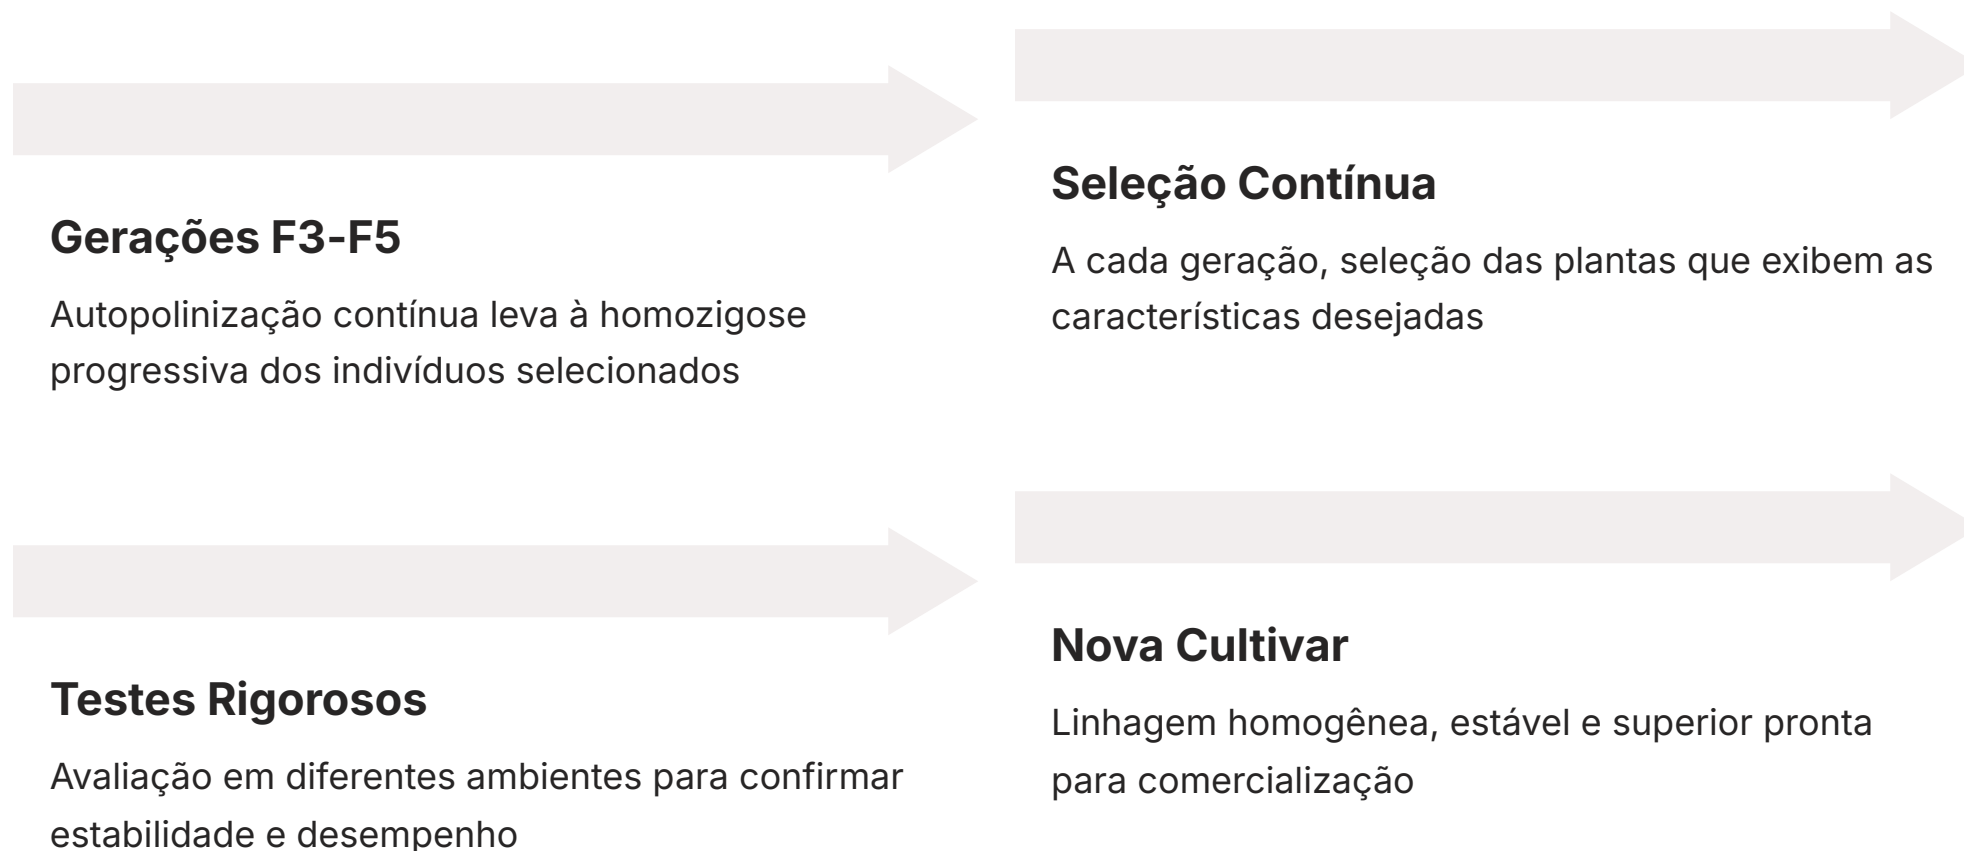 Gerações F3-F5
Autopolinização contínua leva à homozigose
progressiva dos indivíduos selecionados
Seleção Contínua
A cada geração, seleção das plantas que exibem as
características desejadas
Testes Rigorosos
Avaliação em diferentes ambientes para confirmar
estabilidade e desempenho
Nova Cultivar
Linhagem homogênea, estável e superior pronta
para comercialização